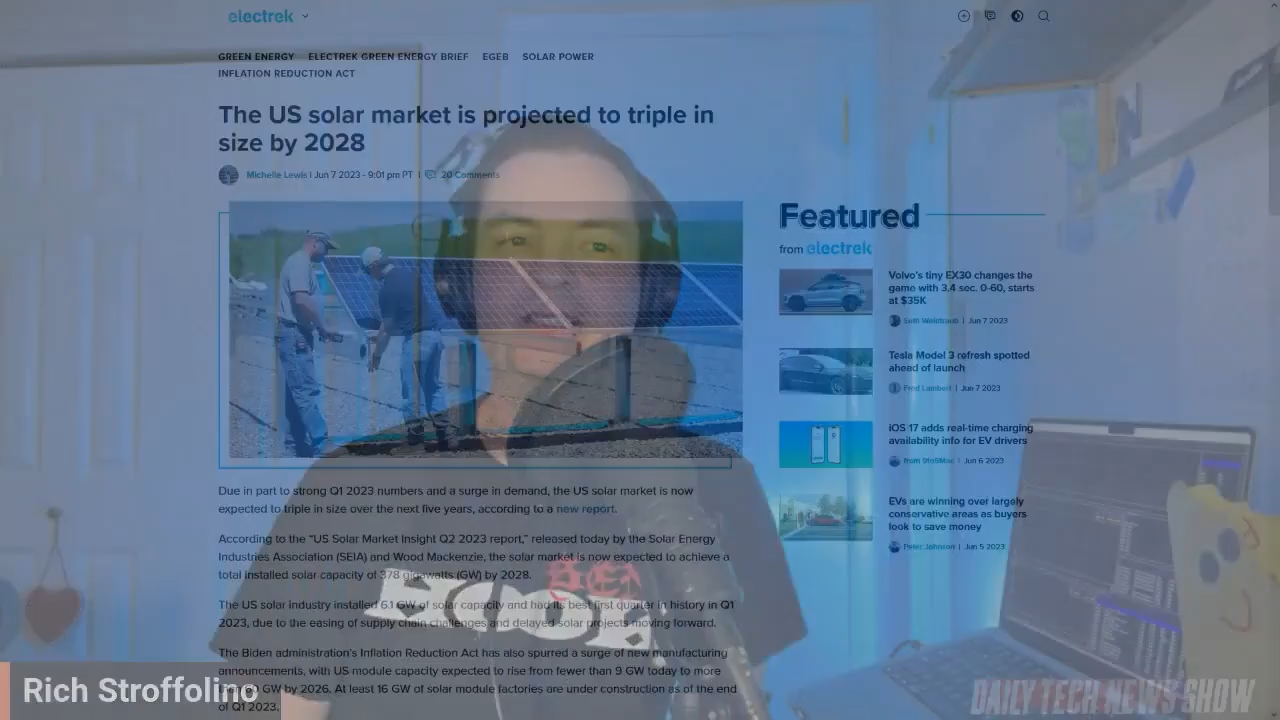 electrek
GREEN ENERGY ELECTREK GREEN ENERGY BRIEF EGEB SOLAR POWER
INFLATION REDUCTION ACT
The US solar market is projected to triple in
size by 2028
Michelle Lewis | Jun 7 2023 - 9:01 pm PT | 20 Comments
Due in part to strong Q1 2023 numbers and a surge in demand, the US solar market is now
expected to triple in size over the next five years, according to a new report.
According to the “US Solar Market Insight Q2 2023 report,” released today by the Solar Energy
Industries Association (SEIA) and Wood Mackenzie, the solar market is now expected to achieve a
total installed solar capacity of 378 gigawatts (GW) by 2028.
The US solar industry installed 6.1 GW of solar capacity and had its best first quarter in history in Q1
2023, due to the easing of supply chain challenges and delayed solar projects moving forward.
The Biden administration’s Inflation Reduction Act has also spurred a surge of new manufacturing
announcements, with US module capacity expected to rise from fewer than 9 GW today to more
GW by 2026. At least 16 GW of solar module factories are under construction as of the end
of Q1 2023.
Featured
from electrek
Volvo’s tiny EX30 changes the
game with 3.4 sec. 0-60, starts
at $35K
Seth Weintraub | Jun 7 2023
Tesla Model 3 refresh spotted
ahead of launch
Fred Lambert | Jun 7 2023
iOS 17 adds real-time charging
availability info for EV drivers
from 9to5Mac | Jun 6 2023
EVs are winning over largely
conservative areas as buyers
look to save money
Peter Johnson | Jun 5 2023
Rich Stroffolino
DAILY TECH NEWS SHOW